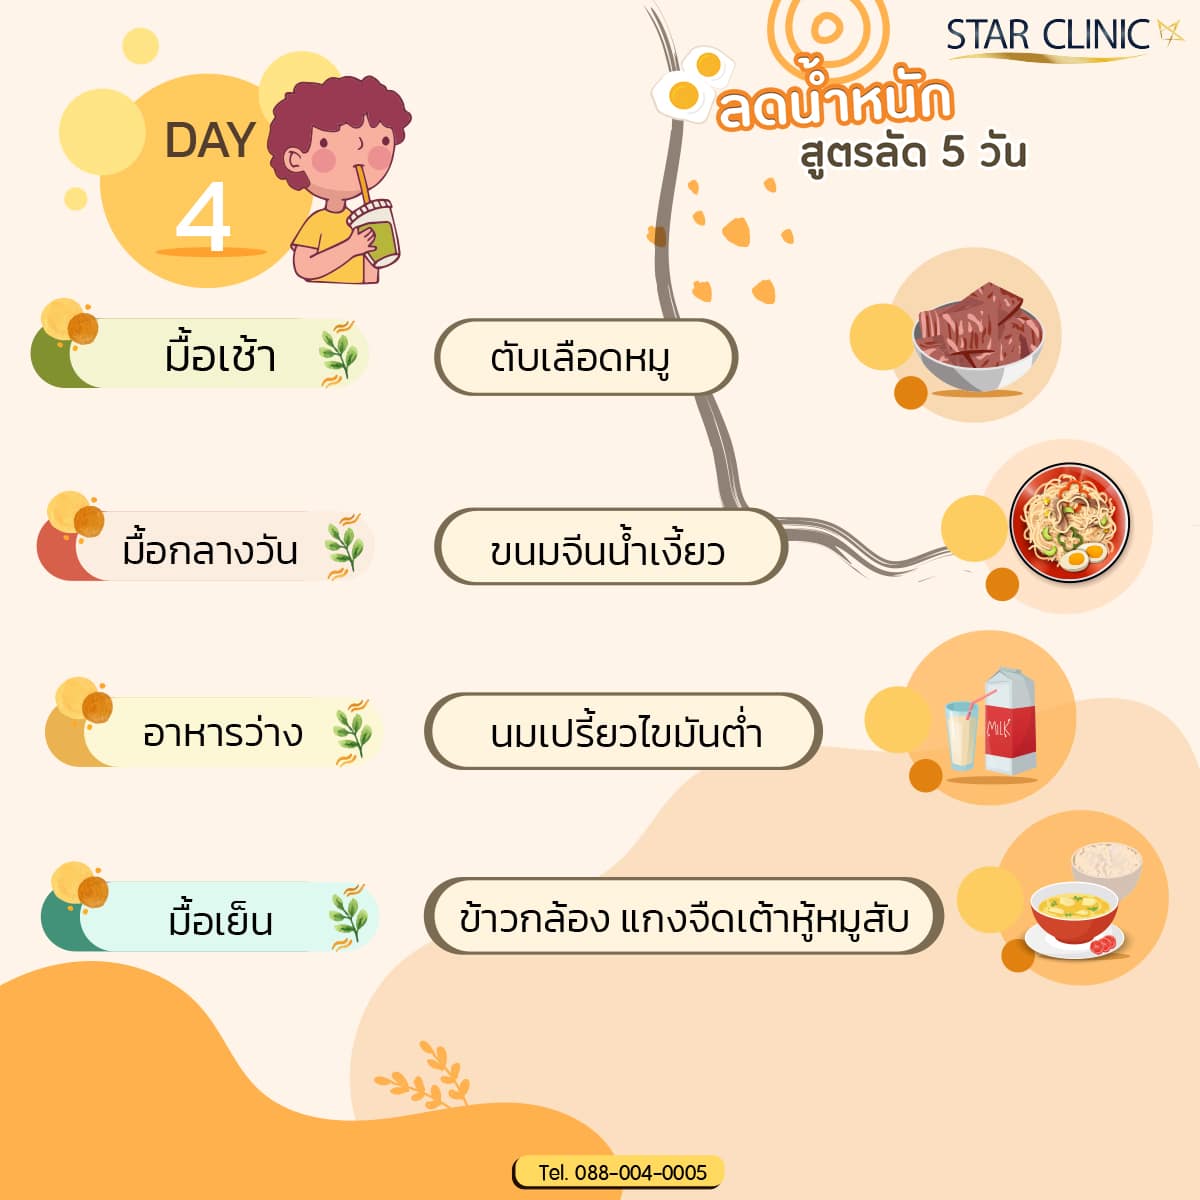 STAR CLINIC
ลดน้ำหนัก
สูตรลัด 5 วัน
DAY
4
มื้อเช้า
ตับเลือดหมู
มื้อกลางวัน
ขนมจีนน้ำเงี้ยว
อาหารว่าง
นมเปรี้ยวไขมันต่ำ
MILK
มื้อเย็น
ข้าวกล้อง แกงจืดเต้าหู้หมูสับ
Tel. 088-004-0005